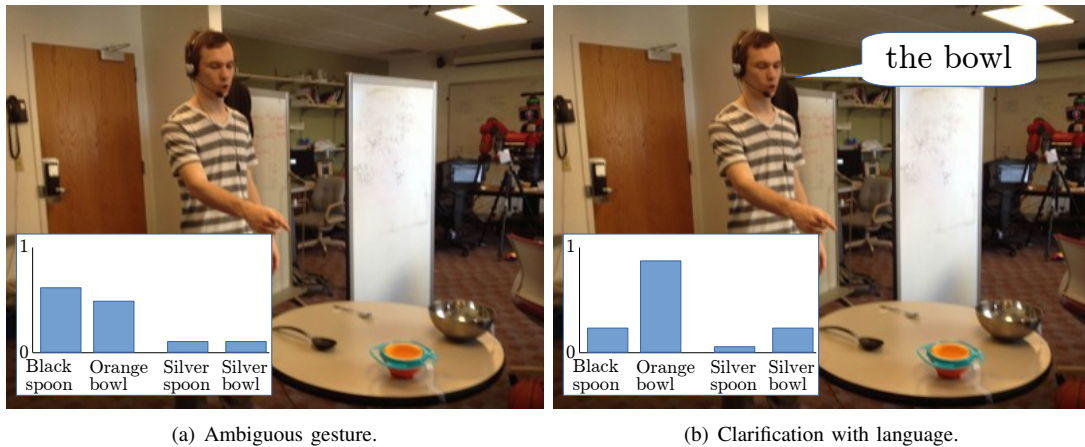 1
0
Black
spoon
Orange
bowl
Silver
spoon
Silver
bowl
(a) Ambiguous gesture.
the bowl
1
0
Black
spoon
Orange
bowl
Silver
spoon
Silver
bowl
(b) Clarification with language.